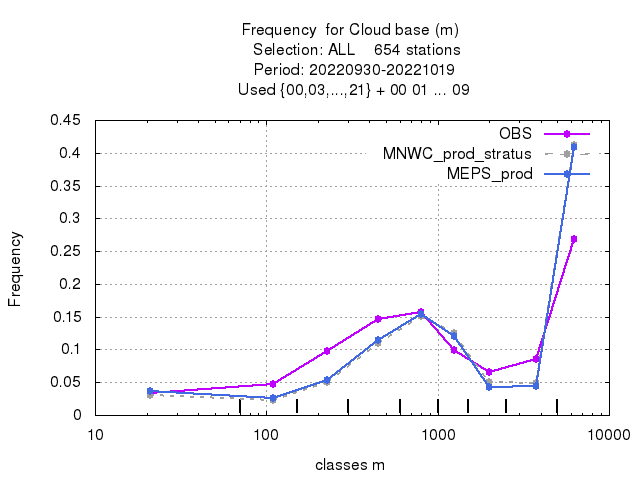 Frequency  for Cloud base (m)
Selection: ALL    654 stations
Period: 20220930-20221019
Used {00,03,...,21} + 00 01 ... 09
0.45
0.4
0.35
0.3
0.25
0.2
0.15
0.1
0.05
0
Frequency
OBS
MNWC_prod_stratus
MEPS_prod
10 100 1000 10000
classes m